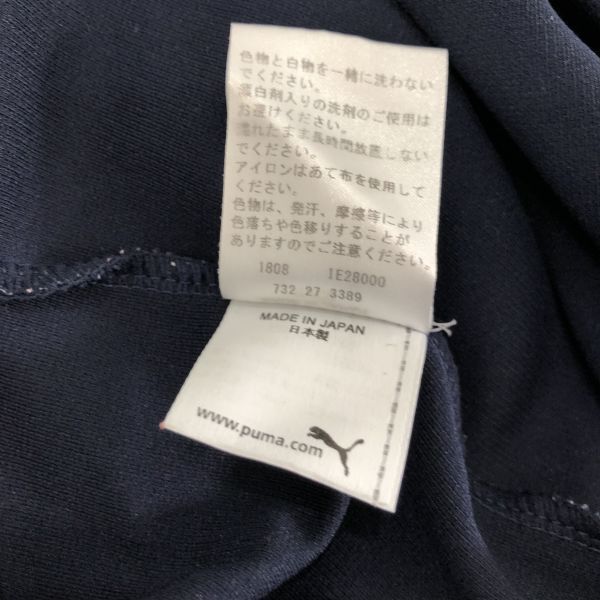 色物と白物を一緒に洗わない
でください。
蛍白剤入りの洗剤のご使用は
お避けください。
濡れたまま長時間放置しない
でください。
アイロンはあて布を使用して
ください。
色物は、発汗、摩擦等により
色落ちや色移りすることが
ありますのでご注意ください。
1808 1E28000
732 27 3389
MADE IN JAPAN
日本製
www.puma.com